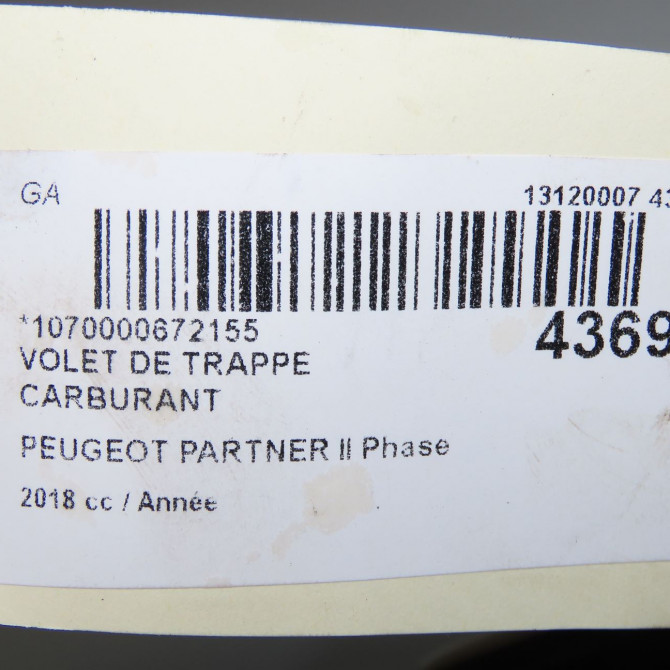 GA 13120007 43
*1070000672155 4369
VOLET DE TRAPPE
CARBURANT
PEUGEOT PARTNER II Phase
2018 cc / Année